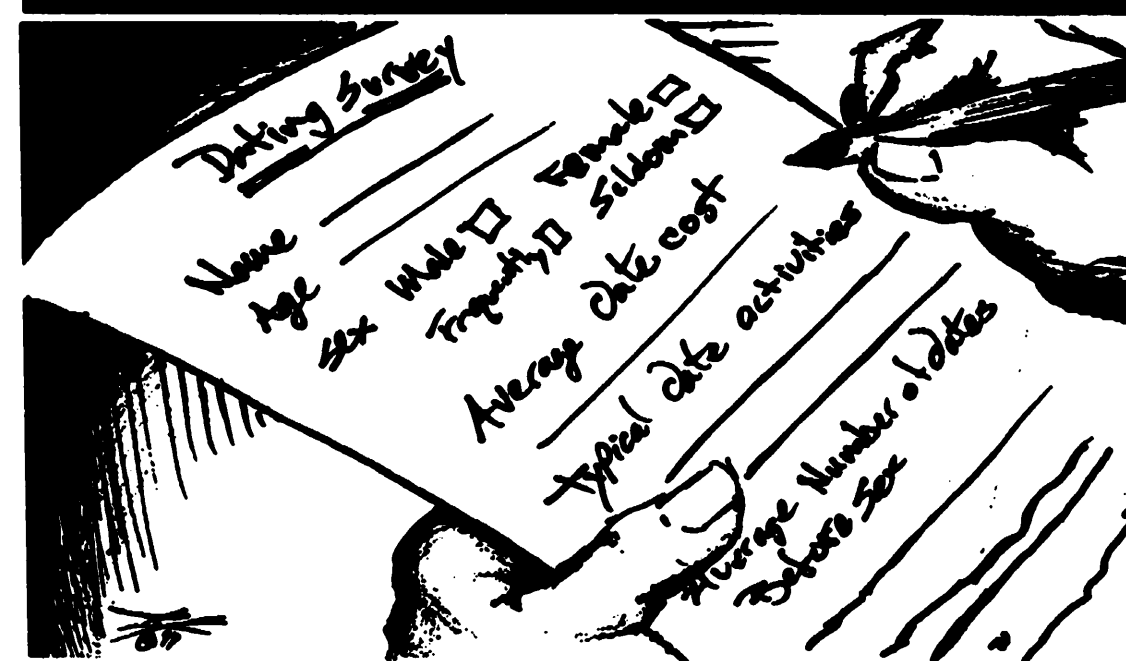 Dating Survey
Name
Age
Sex Male Female
Frequently Seldom
Average Date cost
Typical date activities
Average Number of Dates
Before Sex